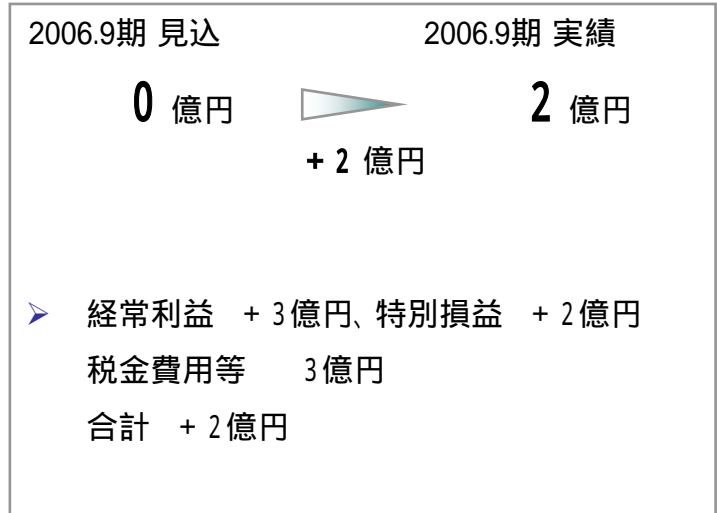 2006.9期 見込 2006.9期 実績
0 億円 2 億円
+ 2 億円
➢ 経常利益 + 3億円、特別損益 + 2億円
税金費用等 3億円
合計 + 2億円